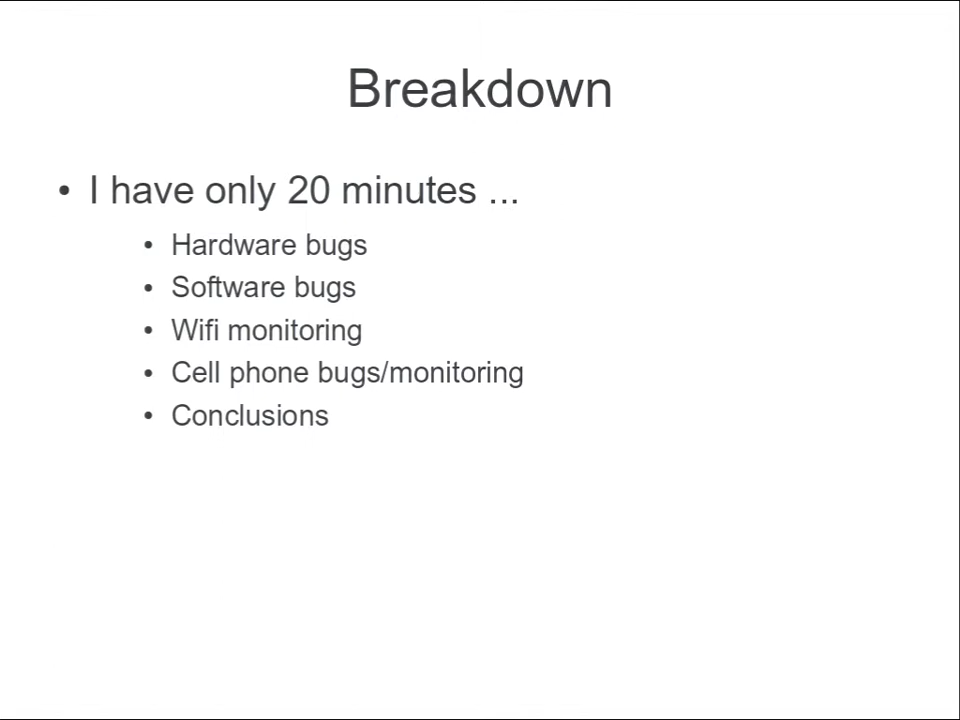 Breakdown
• I have only 20 minutes ...
• Hardware bugs
• Software bugs
• Wifi monitoring
• Cell phone bugs/monitoring
• Conclusions